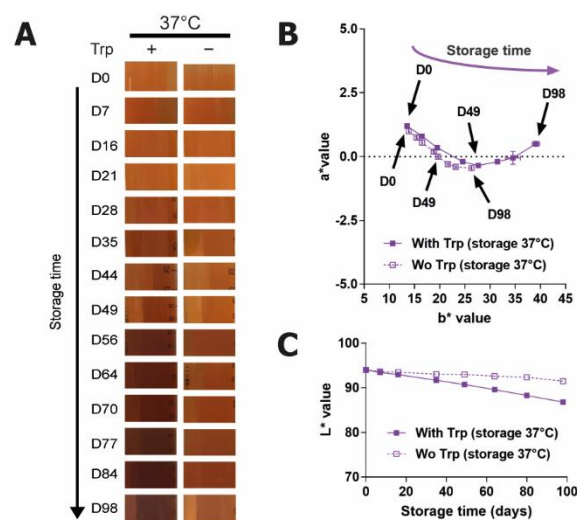 A
37°C
Trp + −
Storage time
D0
D7
D16
D21
D28
D35
D44
D49
D56
D64
D70
D77
D84
D98
B
Storage time
D0
D49
D98
D0
D49
D98
a*value
5.0
2.5
0.0
-2.5
-5.0
With Trp (storage 37°C)
Wo Trp (storage 37°C)
5 10 15 20 25 30 35 40 45
b* value
C
L* value
100
90
80
70
With Trp (storage 37°C)
Wo Trp (storage 37°C)
0 20 40 60 80 100
Storage time (days)